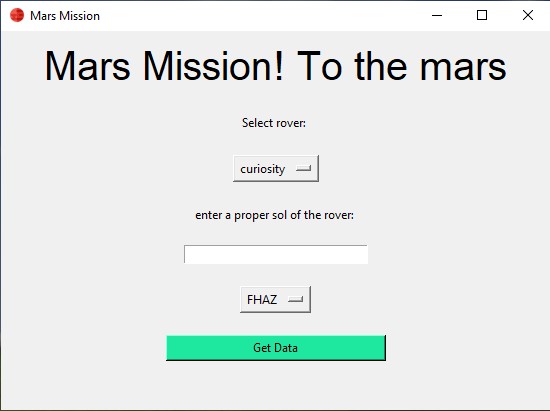 Mars Mission
Mars Mission! To the mars
Select rover:
curiosity
enter a proper sol of the rover:
FHAZ
Get Data